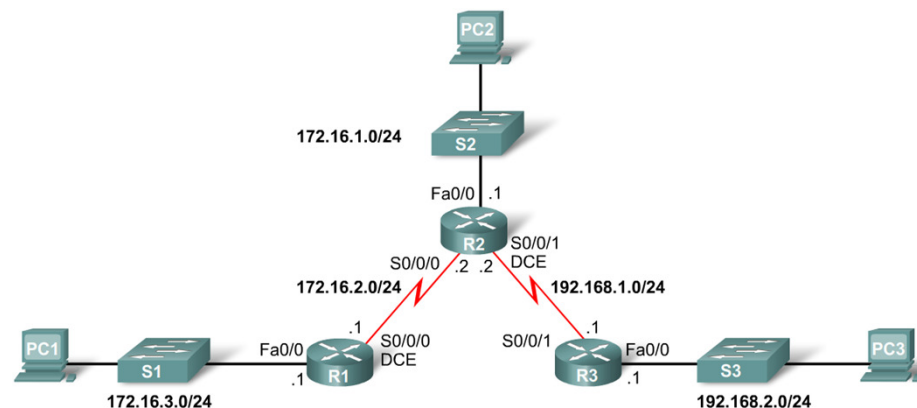 PC2
172.16.1.0/24
S2
Fa0/0 .1
R2
S0/0/0 .2 .2 S0/0/1
DCE
172.16.2.0/24 192.168.1.0/24
.1 .1
S0/0/0
DCE
S0/0/1
PC1 S1 Fa0/0 .1 R1
R3 Fa0/0 .1 S3 PC3
172.16.3.0/24 192.168.2.0/24